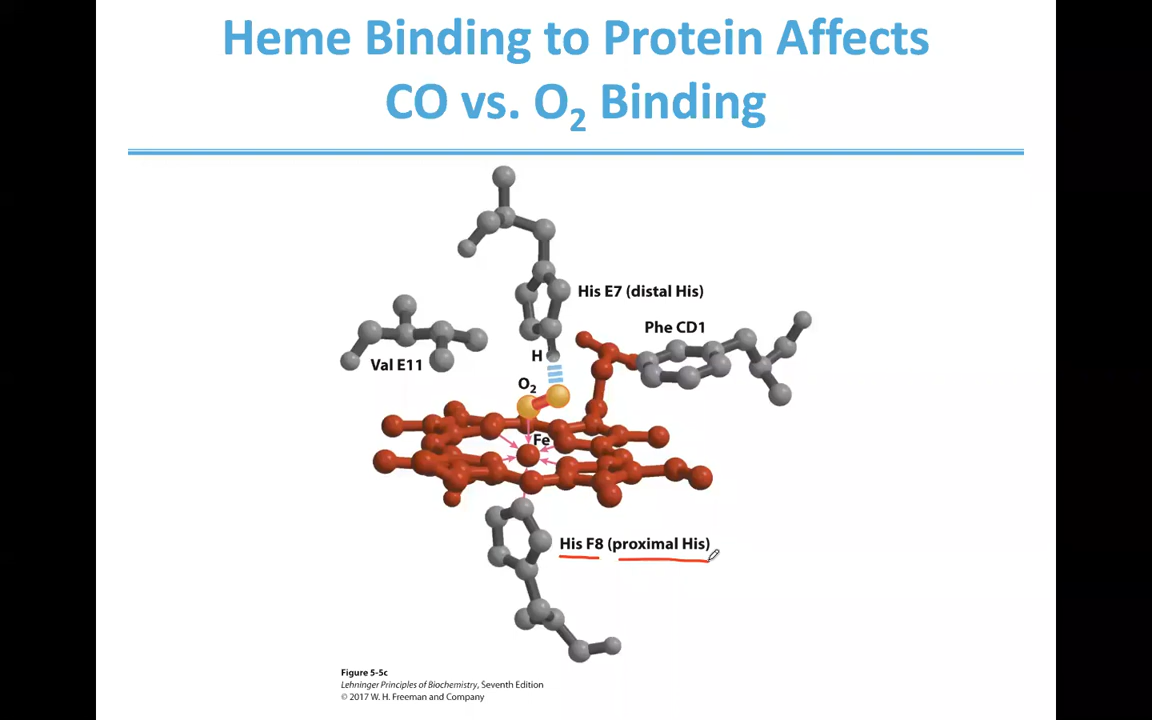 Heme Binding to Protein Affects
CO vs. O₂ Binding
His E7 (distal His)
Phe CD1
Val E11
H
O₂
Fe
His F8 (proximal His)
Figure 5-5c
Lehninger Principles of Biochemistry, Seventh Edition
© 2017 W. H. Freeman and Company